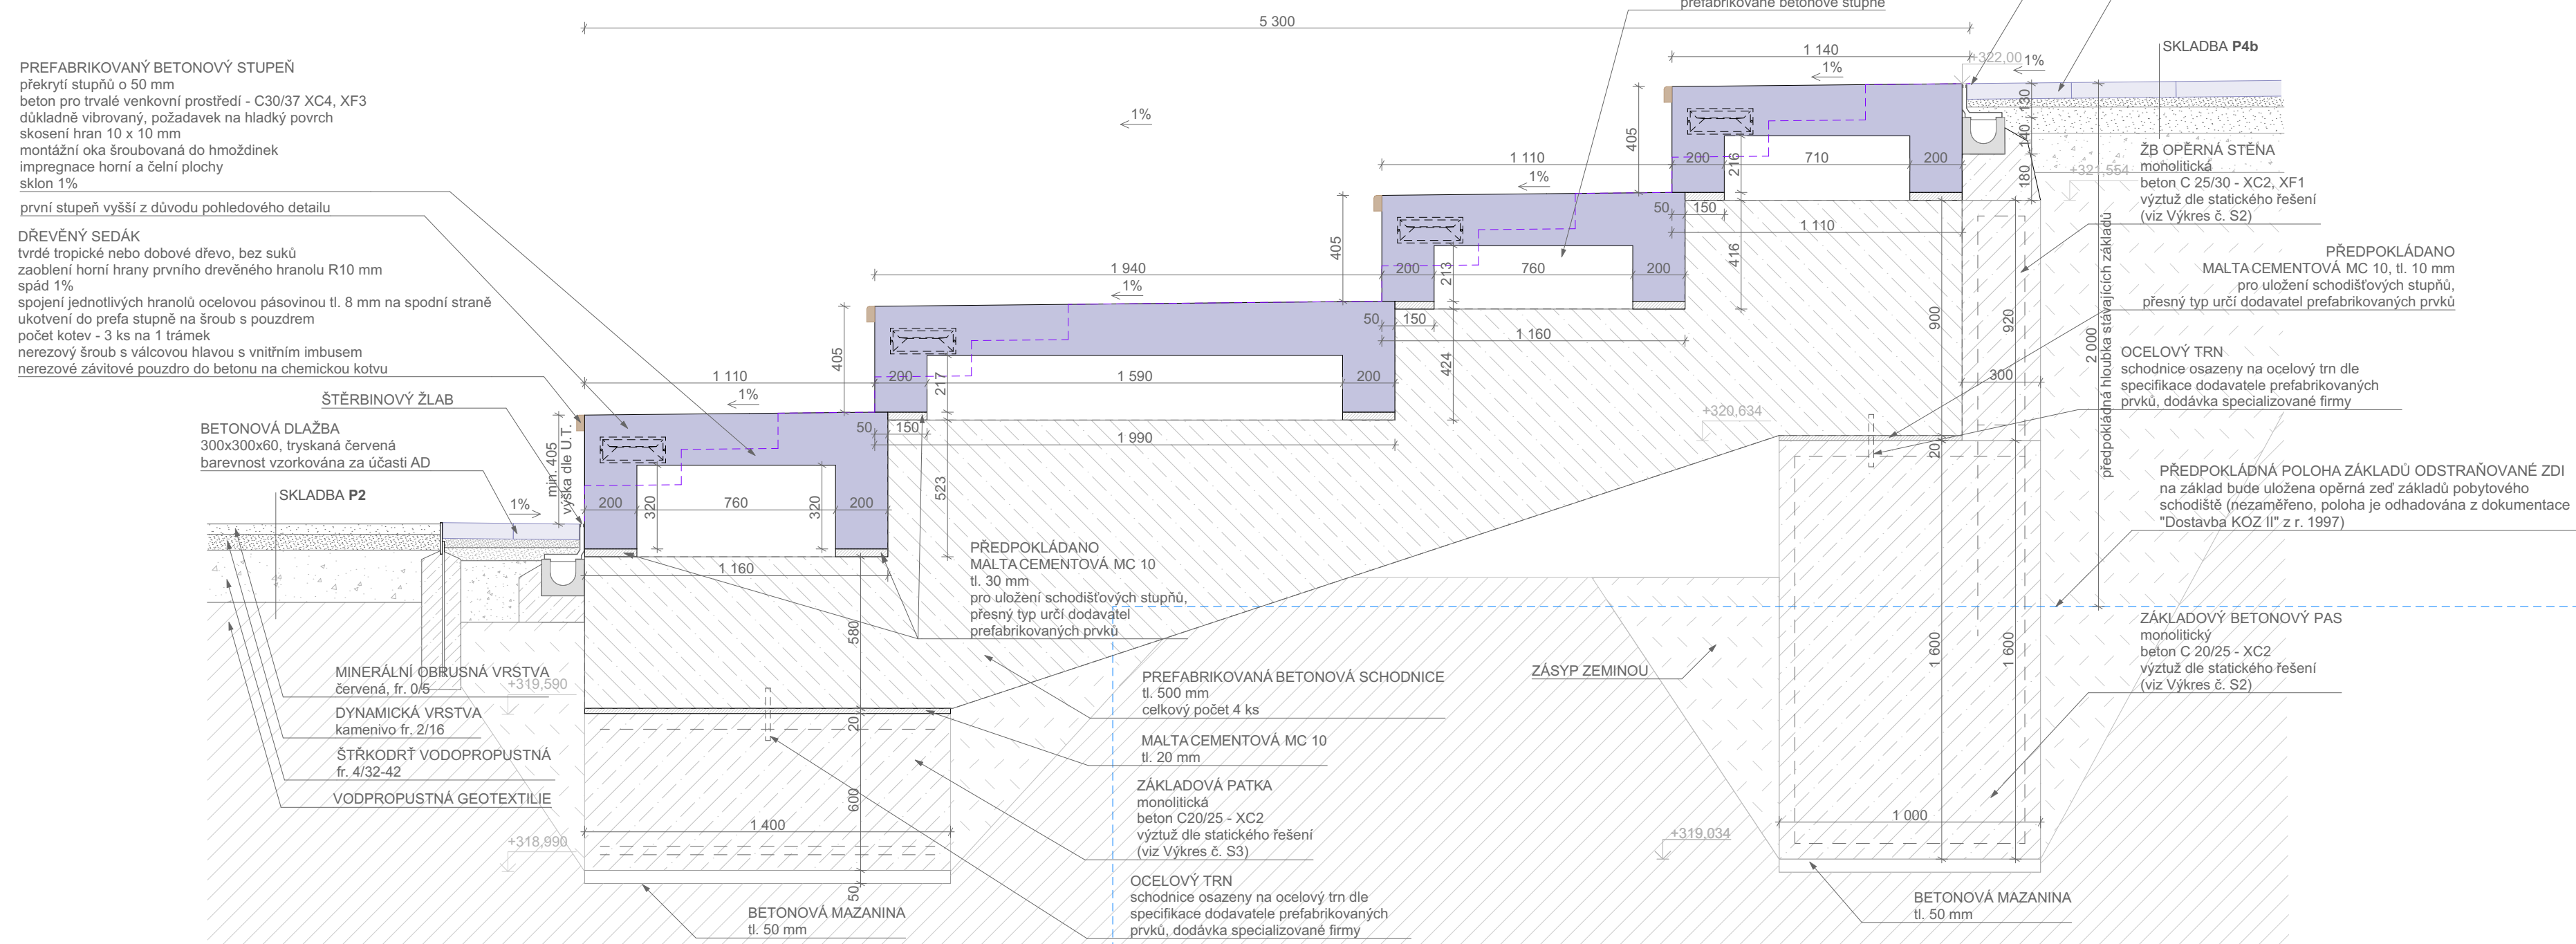 prefabrikované betonové stupně
5 300
1 140
+322,00
1%
1%
SKLADBA P4b
PREFABRIKOVANÝ BETONOVÝ STUPEŇ
překrytí stupňů o 50 mm
beton pro trvalé venkovní prostředí - C30/37 XC4, XF3
důkladně vibrovaný, požadavek na hladký povrch
skosení hran 10 x 10 mm
montážní oka šroubovaná do hmoždinek
impregnace horní a čelní plochy
sklon 1%
první stupeň vyšší z důvodu pohledového detailu
DŘEVĚNÝ SEDÁK
tvrdé tropické nebo dobové dřevo, bez suků
zaoblení horní hrany prvního drevěného hranolu R10 mm
spád 1%
spojení jednotlivých hranolů ocelovou pásovinou tl. 8 mm na spodní straně
ukotvení do prefa stupně na šroub s pouzdrem
počet kotev - 3 ks na 1 trámek
nerezový šroub s válcovou hlavou s vnitřním imbusem
nerezové závitové pouzdro do betonu na chemickou kotvu
ŠTĚRBINOVÝ ŽLAB
BETONOVÁ DLAŽBA
300x300x60, tryskaná červená
barevnost vzorkována za účasti AD
SKLADBA P2
1%
min. 405
výška dle U.T.
1%
405
200
216
710
200
130
140
180
+321,554
ŽB OPĚRNÁ STĚNA
monolitická
beton C 25/30 - XC2, XF1
výztuž dle statického řešení
(viz Výkres č. S2)
1 110
1%
405
50
150
1 110
416
200
213
760
200
1 940
1%
405
50
150
1 160
424
200
217
1 590
200
1 110
1%
405
50
150
1 990
523
200
320
760
320
200
1 160
580
PŘEDPOKLÁDANO
MALTA CEMENTOVÁ MC 10, tl. 10 mm
pro uložení schodišťových stupňů,
přesný typ určí dodavatel prefabrikovaných prvků
900
920
2 000
předpokládná hloubka stávajících základů
300
20
+320,634
OCELOVÝ TRN
schodnice osazeny na ocelový trn dle
specifikace dodavatele prefabrikovaných
prvků, dodávka specializované firmy
PŘEDPOKLÁDNÁ POLOHA ZÁKLADŮ ODSTRAŇOVANÉ ZDI
na základ bude uložena opěrná zeď základů pobytového
schodiště (nezaměřeno, poloha je odhadována z dokumentace
"Dostavba KOZ II" z r. 1997)
PŘEDPOKLÁDANO
MALTA CEMENTOVÁ MC 10
tl. 30 mm
pro uložení schodišťových stupňů,
přesný typ určí dodavatel
prefabrikovaných prvků
ZÁKLADOVÝ BETONOVÝ PAS
monolitický
beton C 20/25 - XC2
výztuž dle statického řešení
(viz Výkres č. S2)
1 600
1 600
1 000
+319,034
ZÁSYP ZEMINOU
MINERÁLNÍ OBRUSNÁ VRSTVA
červená, fr. 0/5
+319,590
DYNAMICKÁ VRSTVA
kamenivo fr. 2/16
ŠTŘKODRŤ VODOPROPUSTNÁ
fr. 4/32-42
VODPROPUSTNÁ GEOTEXTILIE
PREFABRIKOVANÁ BETONOVÁ SCHODNICE
tl. 500 mm
celkový počet 4 ks
MALTA CEMENTOVÁ MC 10
tl. 20 mm
ZÁKLADOVÁ PATKA
monolitická
beton C20/25 - XC2
výztuž dle statického řešení
(viz Výkres č. S3)
20
600
1 400
+318,990
50
OCELOVÝ TRN
schodnice osazeny na ocelový trn dle
specifikace dodavatele prefabrikovaných
prvků, dodávka specializované firmy
BETONOVÁ MAZANINA
tl. 50 mm
BETONOVÁ MAZANINA
tl. 50 mm